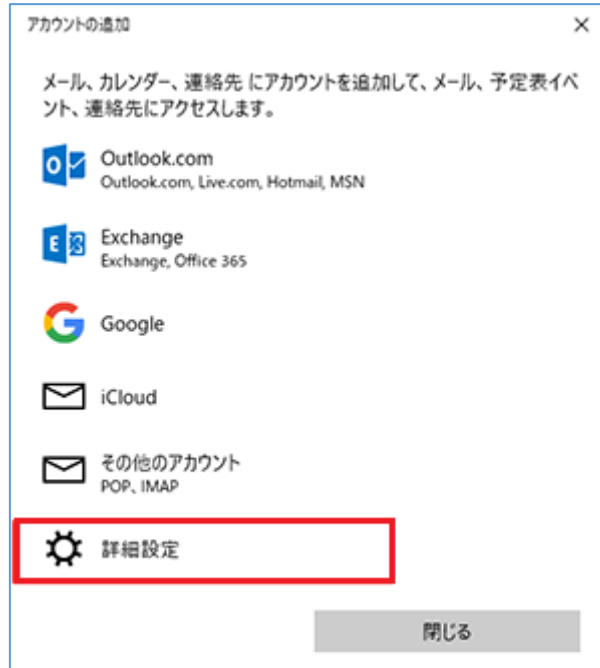 アカウントの追加
メール、カレンダー、連絡先 にアカウントを追加して、メール、予定表イベ
ント、連絡先にアクセスします。
Outlook.com
Outlook.com, Live.com, Hotmail, MSN
Exchange
Exchange, Office 365
Google
iCloud
その他のアカウント
POP、IMAP
詳細設定
閉じる